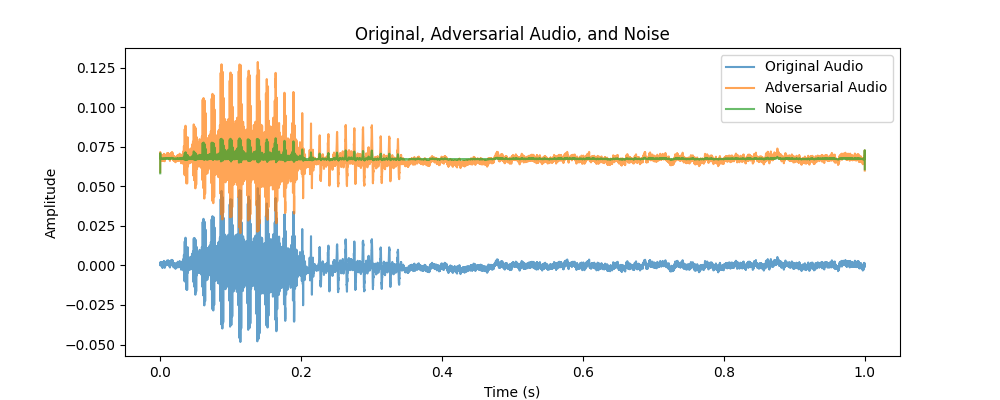 Original, Adversarial Audio, and Noise
Original Audio
Adversarial Audio
Noise
Amplitude
0.125
0.100
0.075
0.050
0.025
0.000
−0.025
−0.050
0.0
0.2
0.4
0.6
0.8
1.0
Time (s)